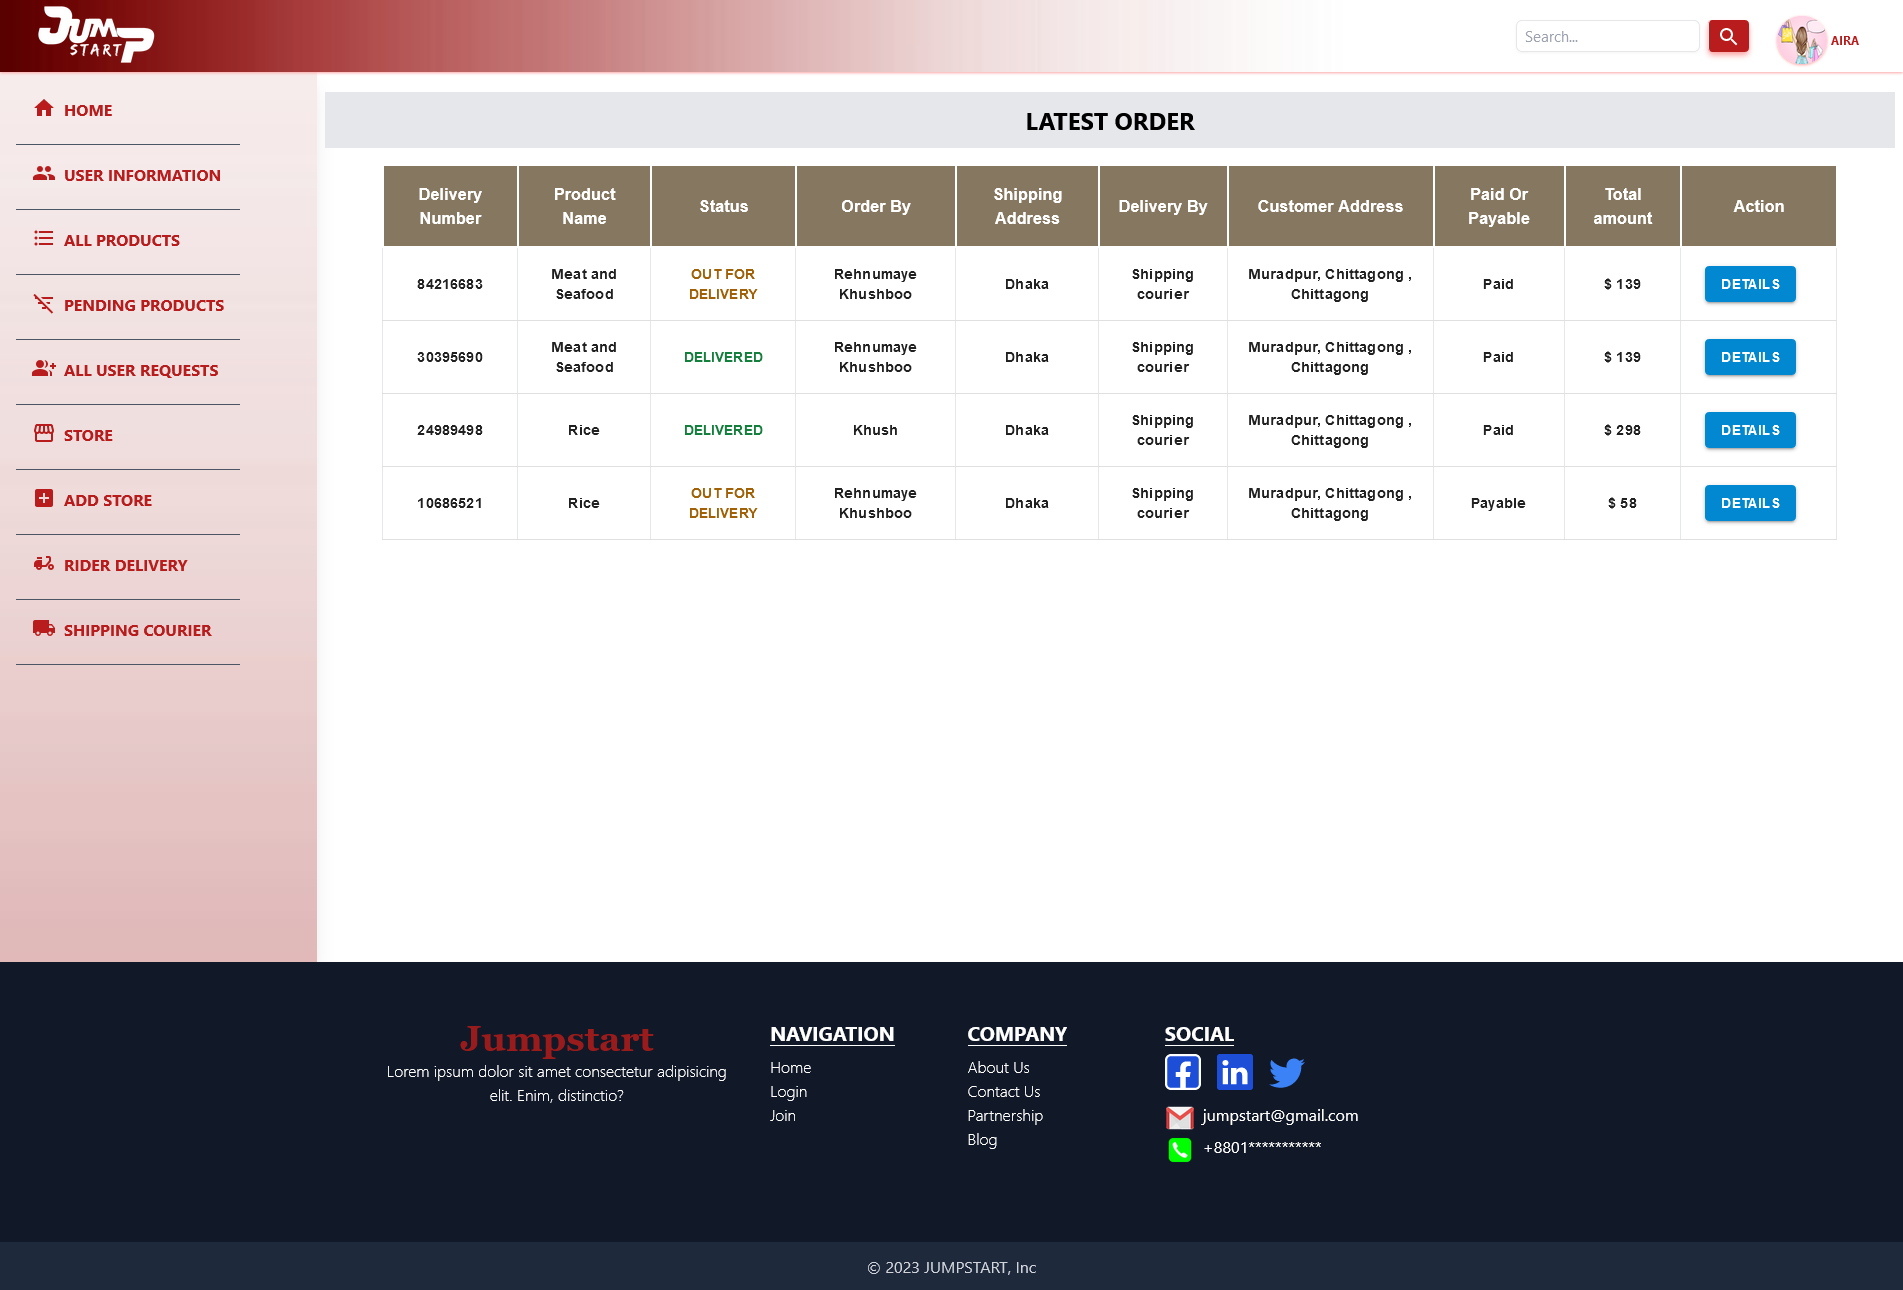 JUMP
START
Search...
AIRA
HOME
USER INFORMATION
ALL PRODUCTS
PENDING PRODUCTS
ALL USER REQUESTS
STORE
ADD STORE
RIDER DELIVERY
SHIPPING COURIER
LATEST ORDER
Delivery Number Product Name Status Order By Shipping Address Delivery By Customer Address Paid Or Payable Total amount Action
84216683 Meat and Seafood OUT FOR DELIVERY Rehnumaye Khushboo Dhaka Shipping courier Muradpur, Chittagong , Chittagong Paid $ 139 DETAILS
30395690 Meat and Seafood DELIVERED Rehnumaye Khushboo Dhaka Shipping courier Muradpur, Chittagong , Chittagong Paid $ 139 DETAILS
24989498 Rice DELIVERED Khush Dhaka Shipping courier Muradpur, Chittagong , Chittagong Paid $ 298 DETAILS
10686521 Rice OUT FOR DELIVERY Rehnumaye Khushboo Dhaka Shipping courier Muradpur, Chittagong , Chittagong Payable $ 58 DETAILS
Jumpstart
Lorem ipsum dolor sit amet consectetur adipisicing
elit. Enim, distinctio?
NAVIGATION
Home
Login
Join
COMPANY
About Us
Contact Us
Partnership
Blog
SOCIAL
jumpstart@gmail.com
+8801***********
© 2023 JUMPSTART, Inc